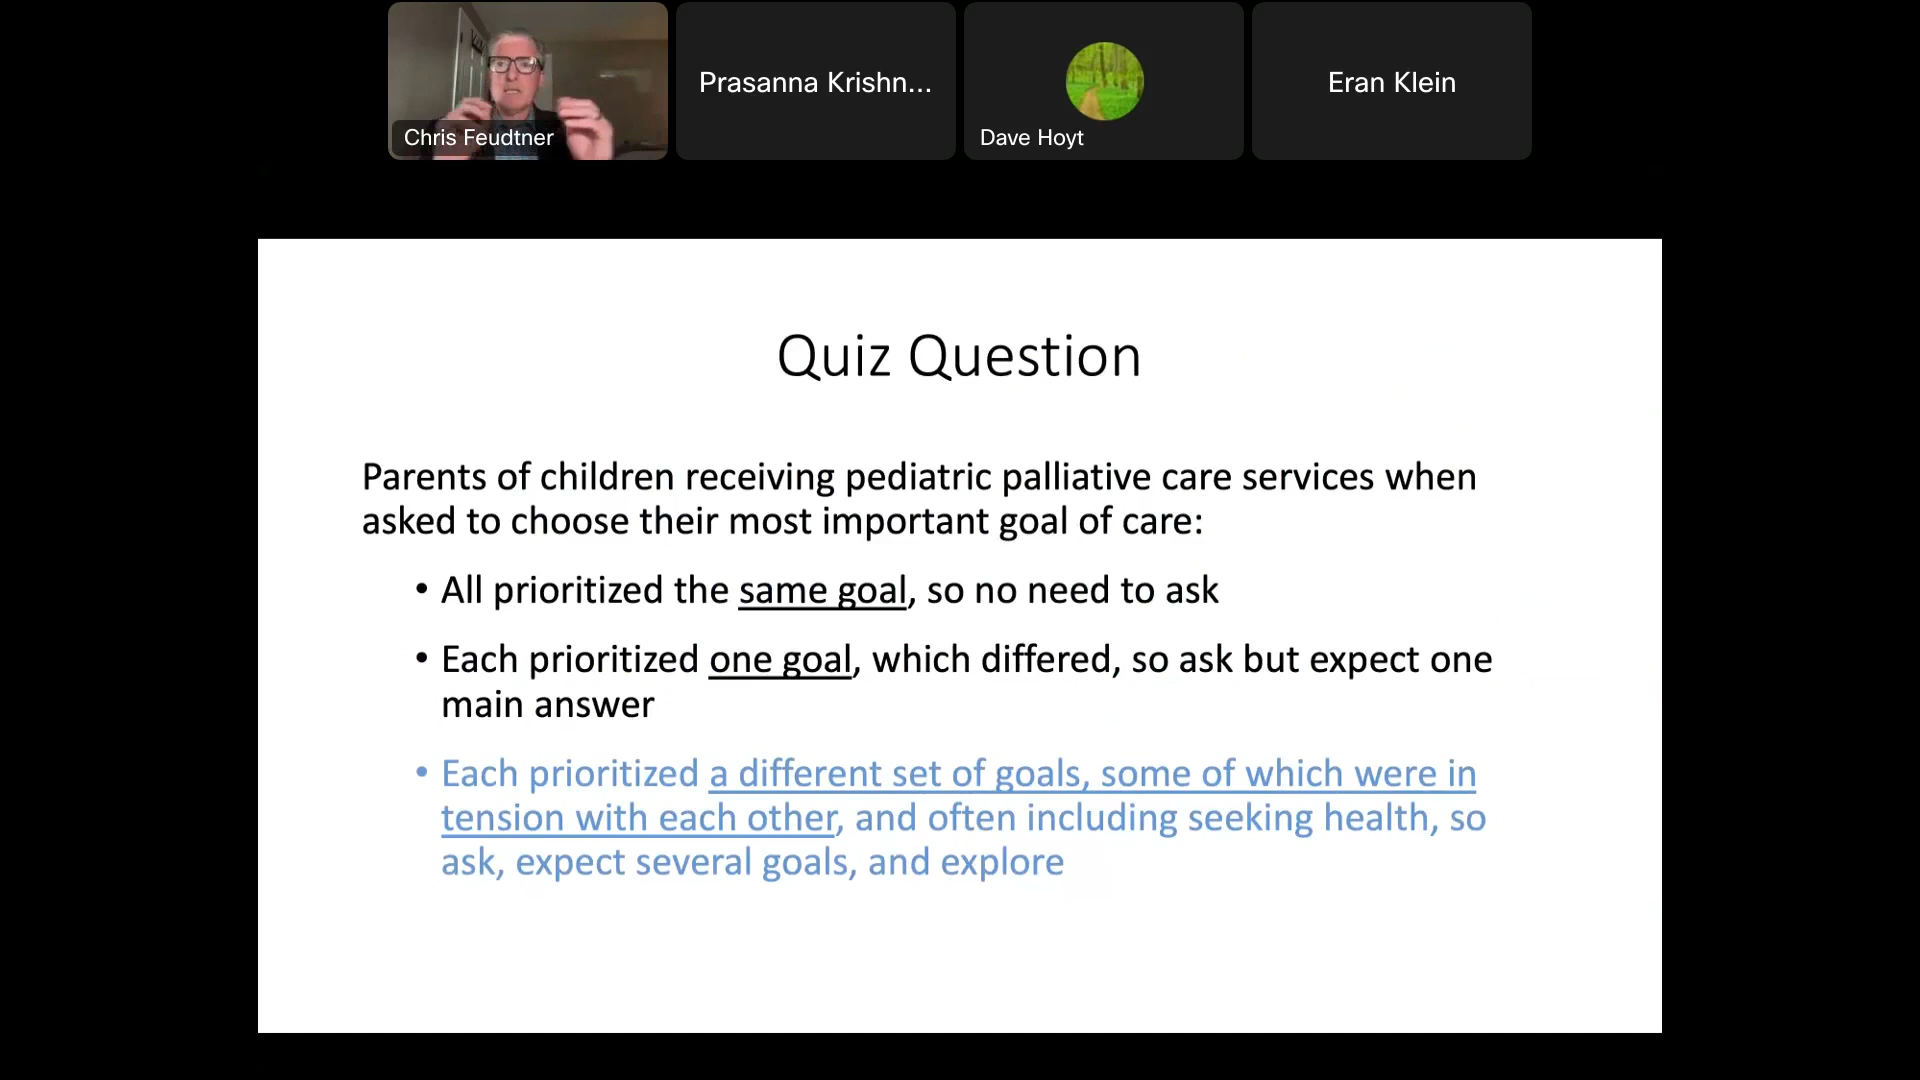 Chris Feudtner
Prasanna Krishn...
Dave Hoyt
Eran Klein
Quiz Question
Parents of children receiving pediatric palliative care services when
asked to choose their most important goal of care:
• All prioritized the same goal, so no need to ask
• Each prioritized one goal, which differed, so ask but expect one
main answer
• Each prioritized a different set of goals, some of which were in
tension with each other, and often including seeking health, so
ask, expect several goals, and explore